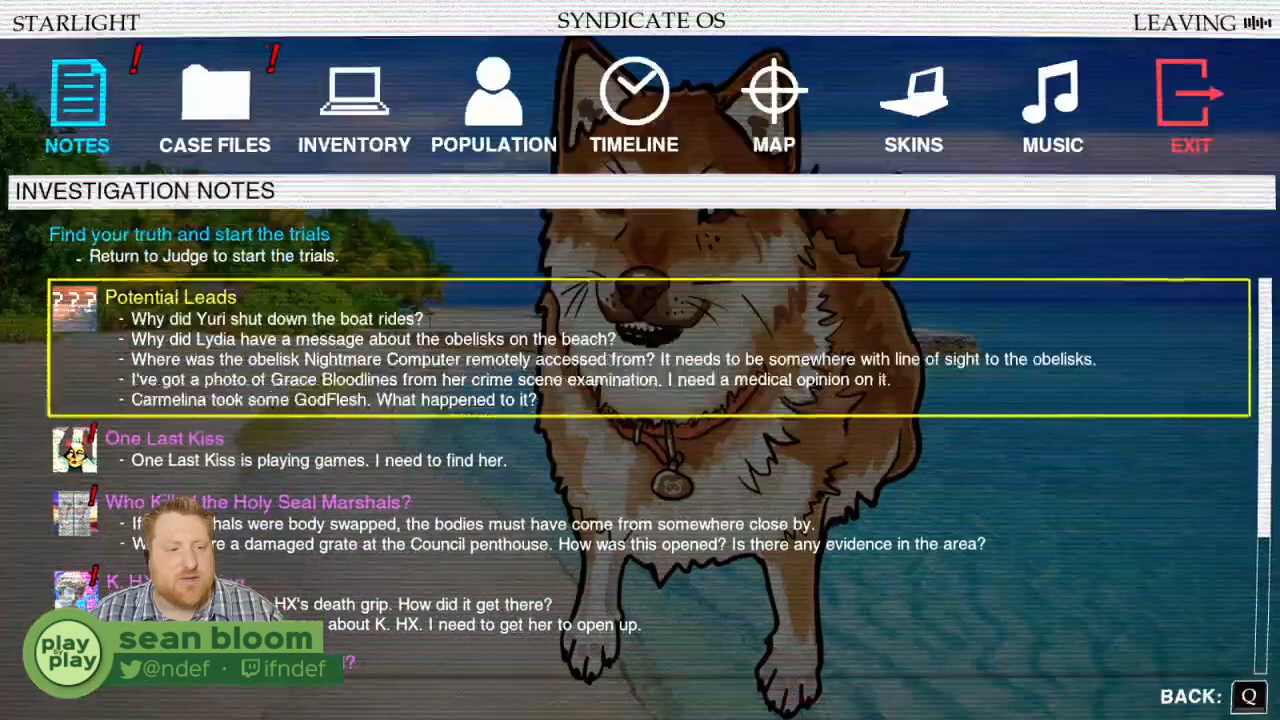 STARLIGHT
SYNDICATE OS
LEAVING
NOTES
CASE FILES
INVENTORY
POPULATION
TIMELINE
MAP
SKINS
MUSIC
EXIT
INVESTIGATION NOTES
Find your truth and start the trials
- Return to Judge to start the trials.
???
Potential Leads
- Why did Yuri shut down the boat rides?
- Why did Lydia have a message about the obelisks on the beach?
- Where was the obelisk Nightmare Computer remotely accessed from? It needs to be somewhere with line of sight to the obelisks.
- I've got a photo of Grace Bloodlines from her crime scene examination. I need a medical opinion on it.
- Carmelina took some GodFlesh. What happened to it?
! One Last Kiss
- One Last Kiss is playing games. I need to find her.
! Who Killed the Holy Seal Marshals?
- If hals were body swapped, the bodies must have come from somewhere close by.
- W re a damaged grate at the Council penthouse. How was this opened? Is there any evidence in the area?
! K. HX
HX's death grip. How did it get there?
about K. HX. I need to get her to open up.
?
play by play
sean bloom
@ndef · ifndef
BACK: Q